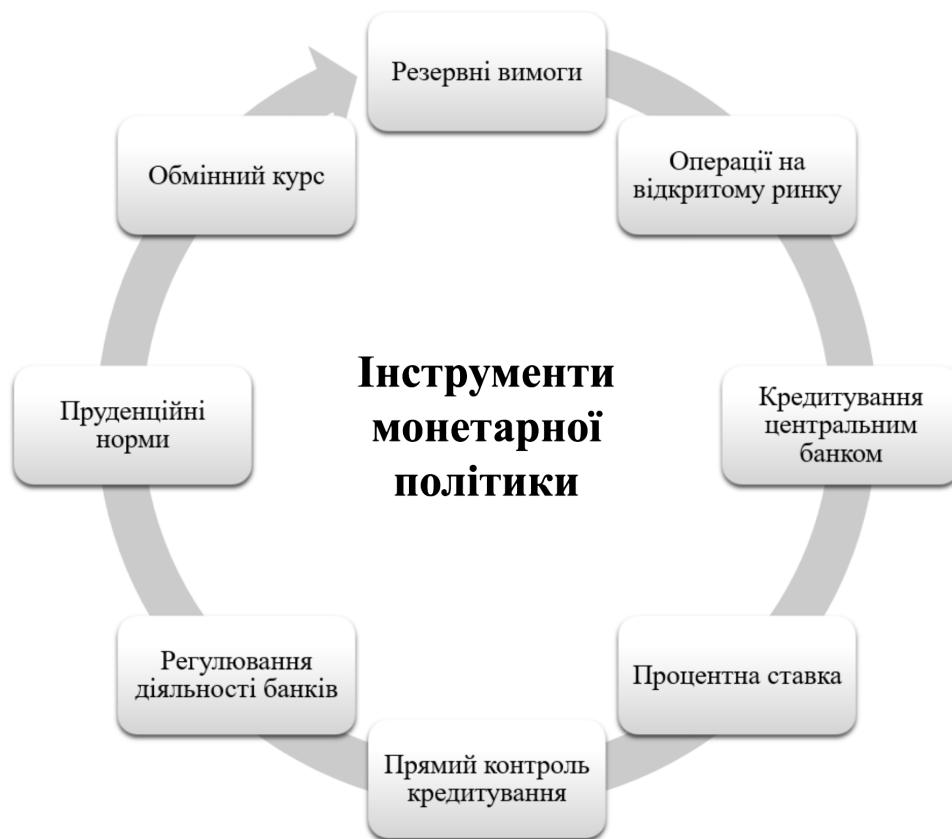 Резервні вимоги
Операції на
відкритому ринку
Кредитування
центральним
банком
Процентна ставка
Прямий контроль
кредитування
Регулювання
діяльності банків
Пруденційні
норми
Обмінний курс
Інструменти
монетарної
політики